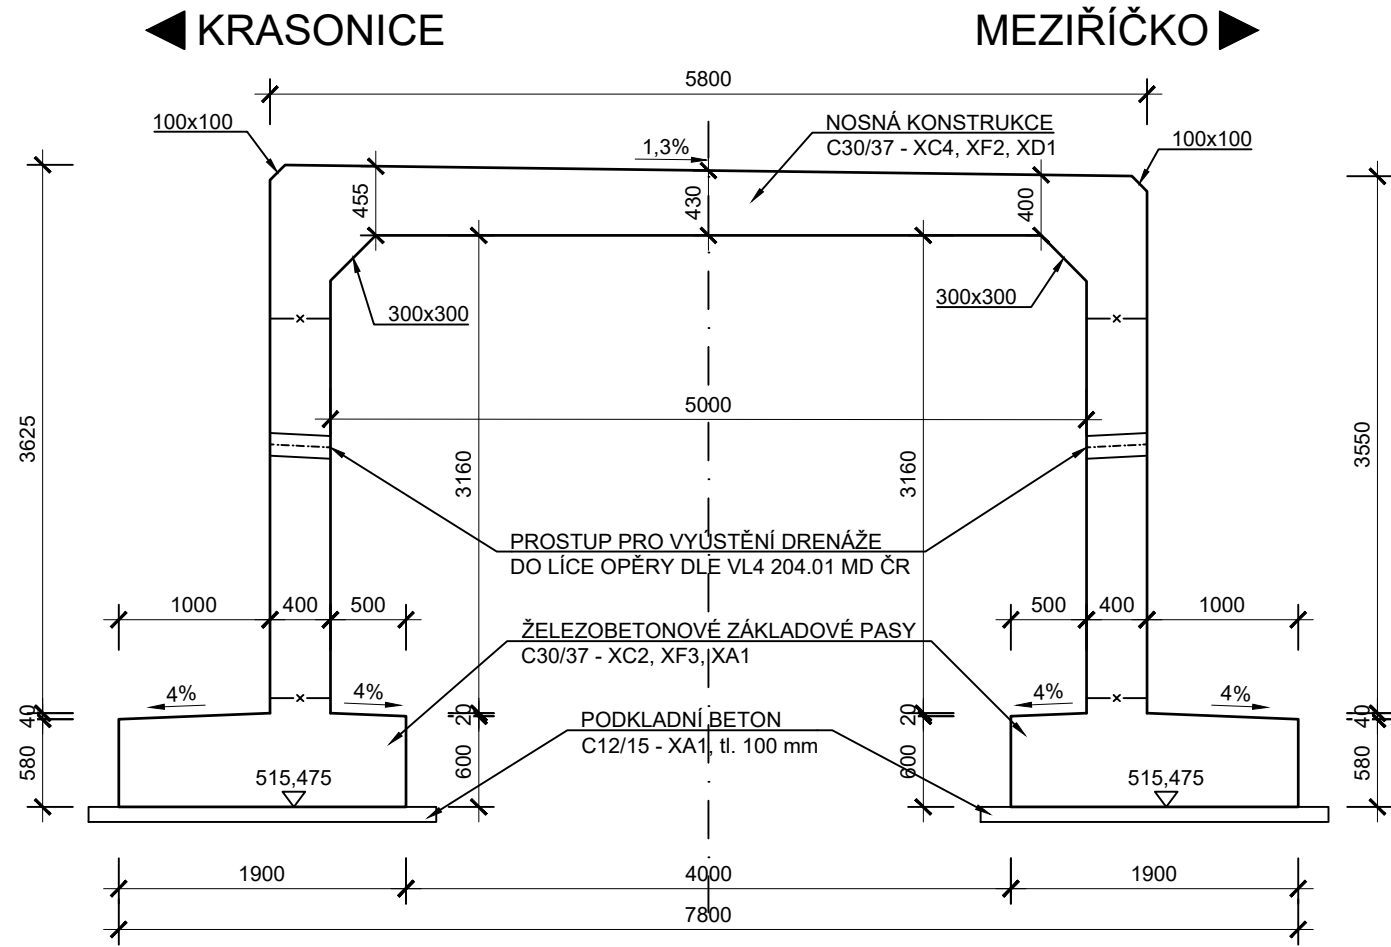 KRASONICE
MEZIŘÍČKO
5800
100x100
NOSNÁ KONSTRUKCE
C30/37 - XC4, XF2, XD1
1,3%
100x100
455
430
400
300x300
300x300
5000
3625
3160
3160
3550
PROSTUP PRO VYÚSTĚNÍ DRENÁŽE
DO LÍCE OPĚRY DLE VL4 204.01 MD ČR
1000
400
500
500
400
1000
ŽELEZOBETONOVÉ ZÁKLADOVÉ PASY
C30/37 - XC2, XF3, XA1
4%
4%
4%
4%
40
20
20
40
PODKLADNÍ BETON
C12/15 - XA1, tl. 100 mm
580
600
600
580
515,475
515,475
1900
4000
1900
7800